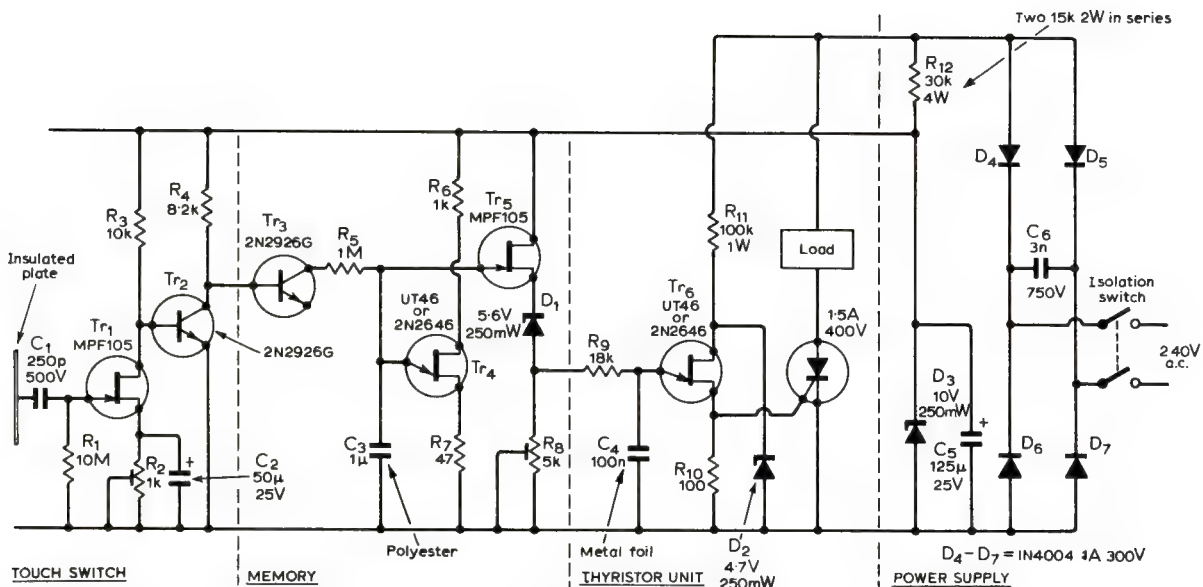 Two 15k 2W in series
R12
30k
4W
D4
D5
R3
10k
R4
8·2k
Tr3
2N2926G
R5
1M
R6
1k
Tr5
MPF105
R11
100k
1W
Load
C6
3n
750V
Isolation
switch
240V
a.c.
Insulated
plate
C1
250p
500V
Tr1
MPF105
Tr2
2N2926G
UT46
or
2N2646
Tr4
5·6V
250mW
D1
R9
18k
Tr6
UT46
or
2N2646
1·5A
400V
D3
10V
250mW
C5
125μ
25V
+
D6
D7
R1
10M
R2
1k
+
C2
50μ
25V
C3
1μ
R7
47
R8
5k
C4
100n
R10
100
Polyester
Metal foil
D2
4·7V
250mW
D4-D7 = IN4004 1A 300V
TOUCH SWITCH
MEMORY
THYRISTOR UNIT
POWER SUPPLY